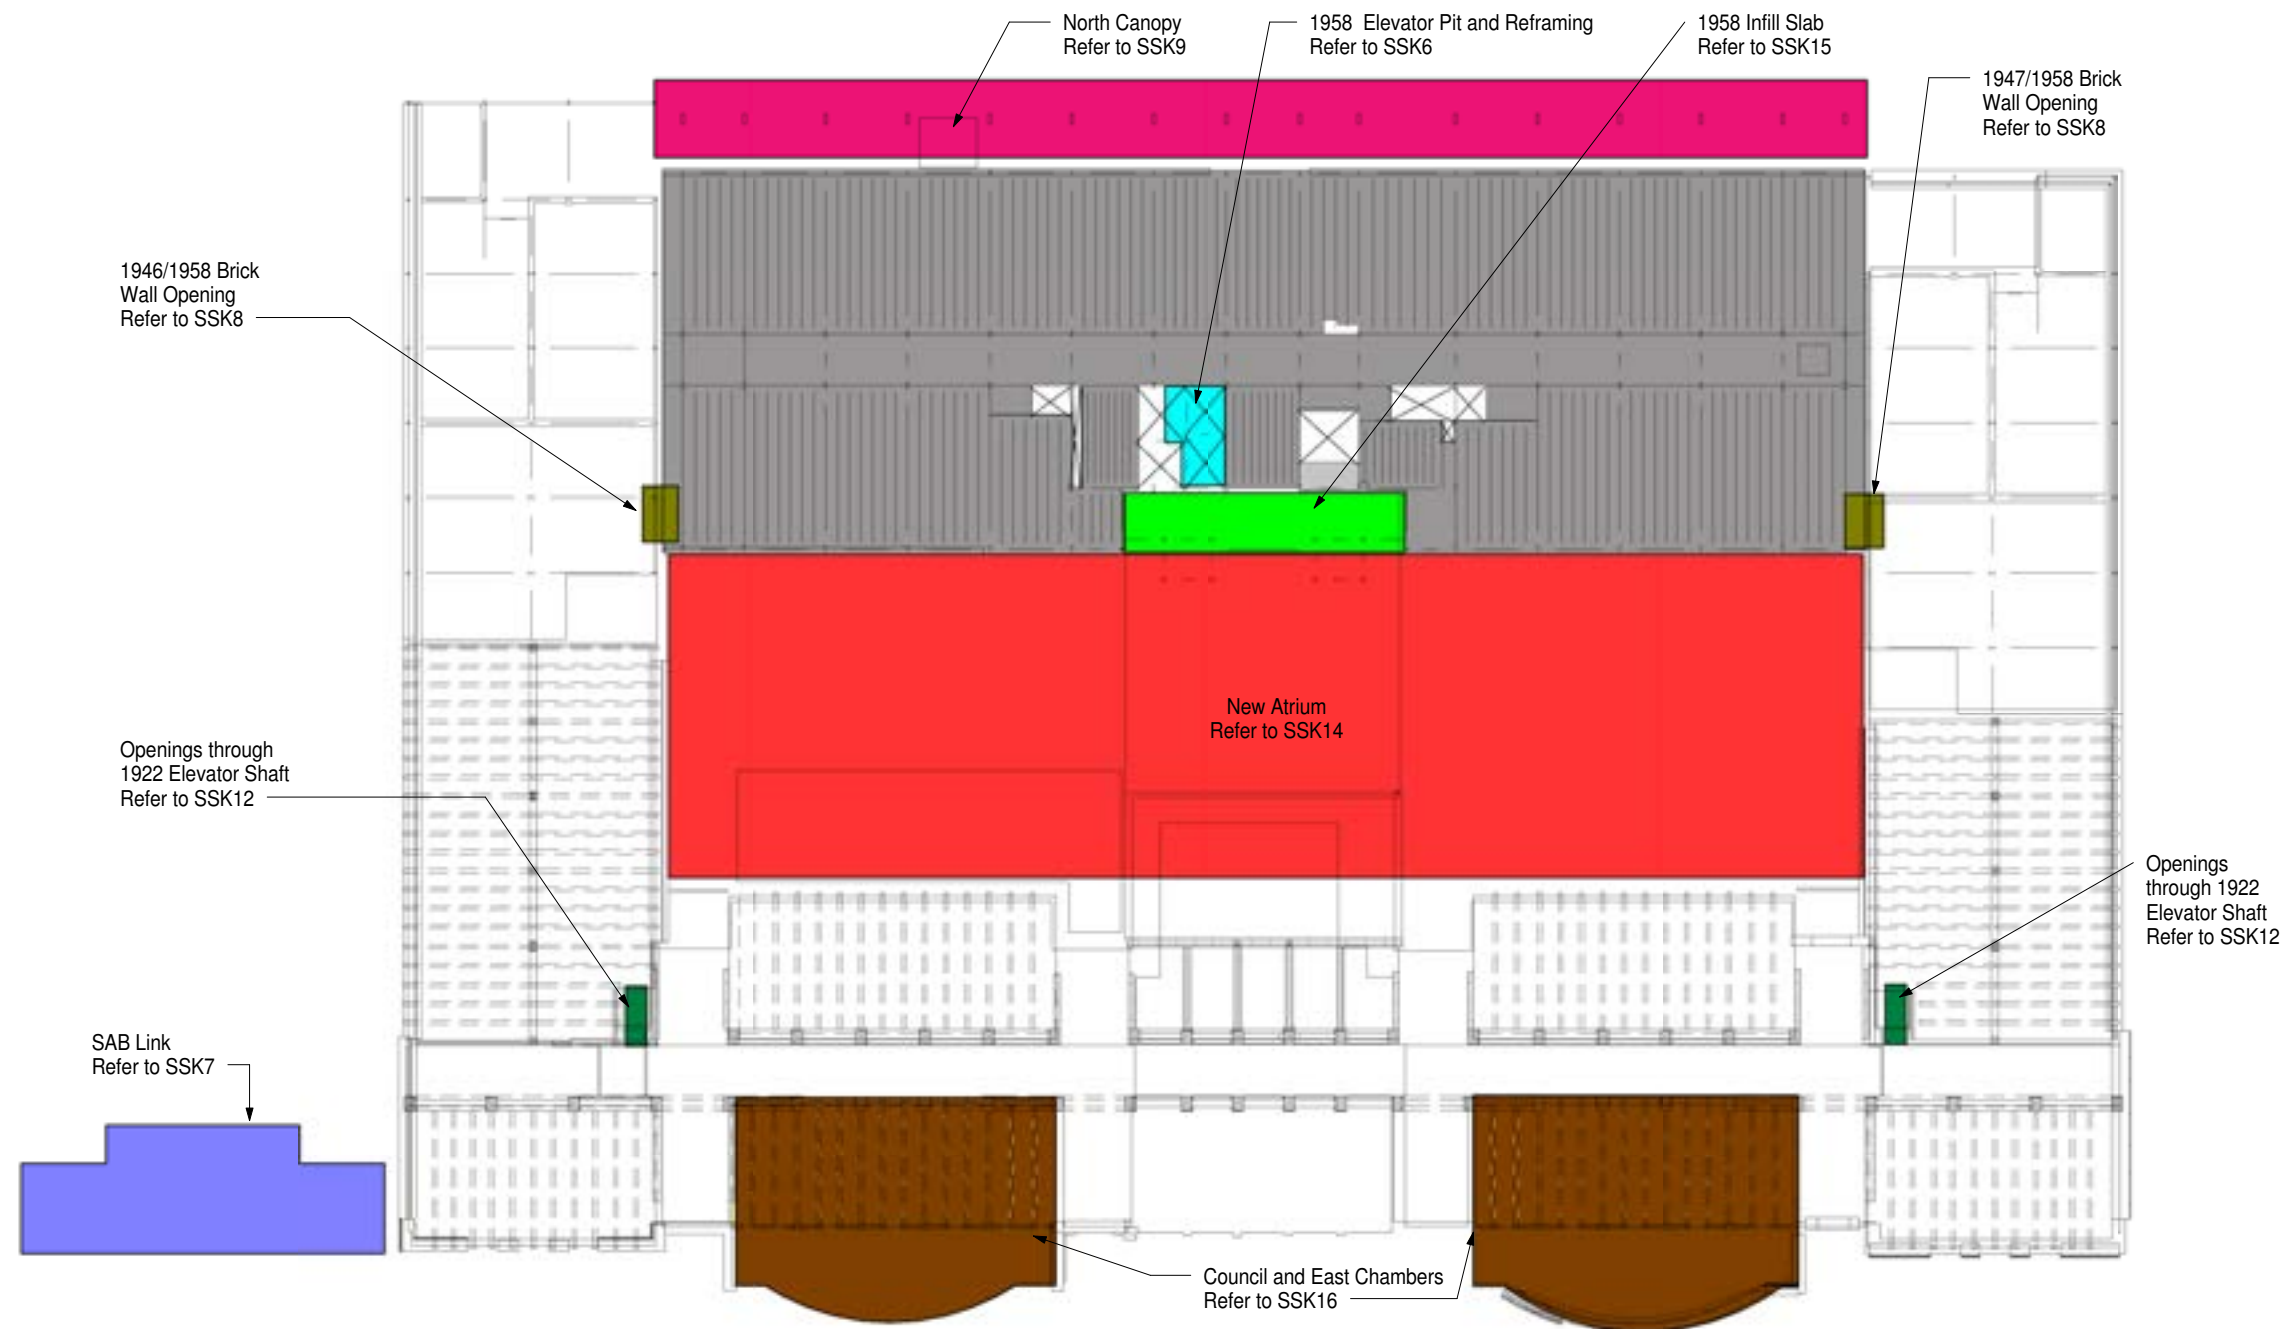 North Canopy
Refer to SSK9
1958 Elevator Pit and Reframing
Refer to SSK6
1958 Infill Slab
Refer to SSK15
1947/1958 Brick
Wall Opening
Refer to SSK8
1946/1958 Brick
Wall Opening
Refer to SSK8
New Atrium
Refer to SSK14
Openings through
1922 Elevator Shaft
Refer to SSK12
Openings
through 1922
Elevator Shaft
Refer to SSK12
SAB Link
Refer to SSK7
Council and East Chambers
Refer to SSK16